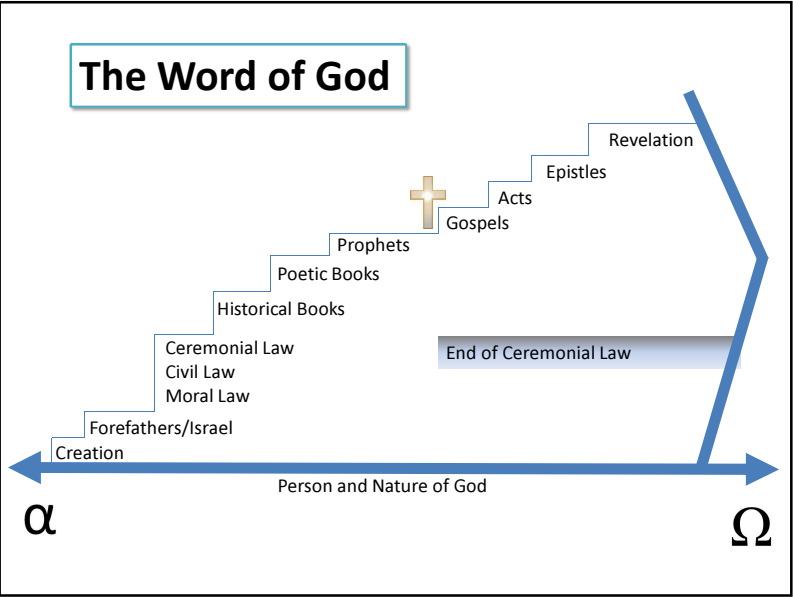 The Word of God
Revelation
Epistles
Acts
Gospels
Prophets
Poetic Books
Historical Books
Ceremonial Law
Civil Law
Moral Law
End of Ceremonial Law
Forefathers/Israel
Creation
Person and Nature of God
α
Ω